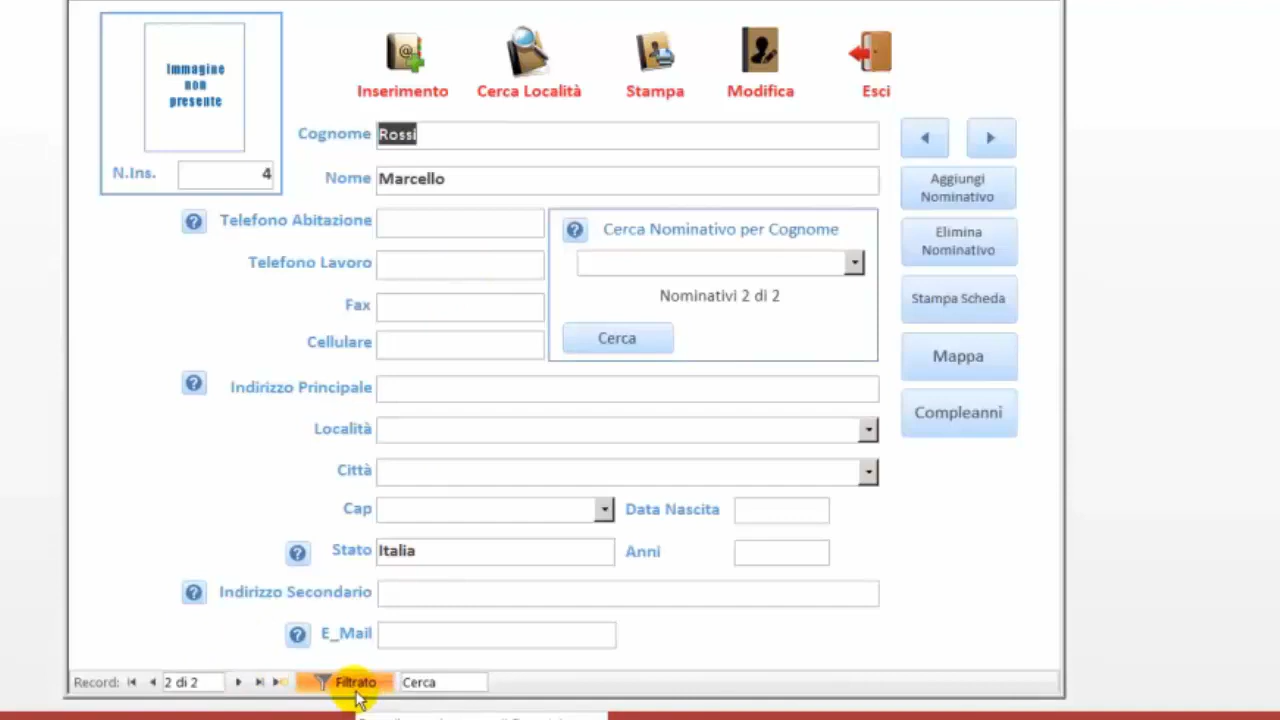 Immagine
non
presente
N.Ins. 4
Inserimento
Cerca Località
Stampa
Modifica
Esci
Cognome Rossi
Nome Marcello
Telefono Abitazione
Telefono Lavoro
Fax
Cellulare
Cerca Nominativo per Cognome
Nominativi 2 di 2
Cerca
Aggiungi
Nominativo
Elimina
Nominativo
Stampa Scheda
Mappa
Compleanni
Indirizzo Principale
Località
Città
Cap
Data Nascita
Stato Italia
Anni
Indirizzo Secondario
E_Mail
Record: 2 di 2 Filtrato Cerca